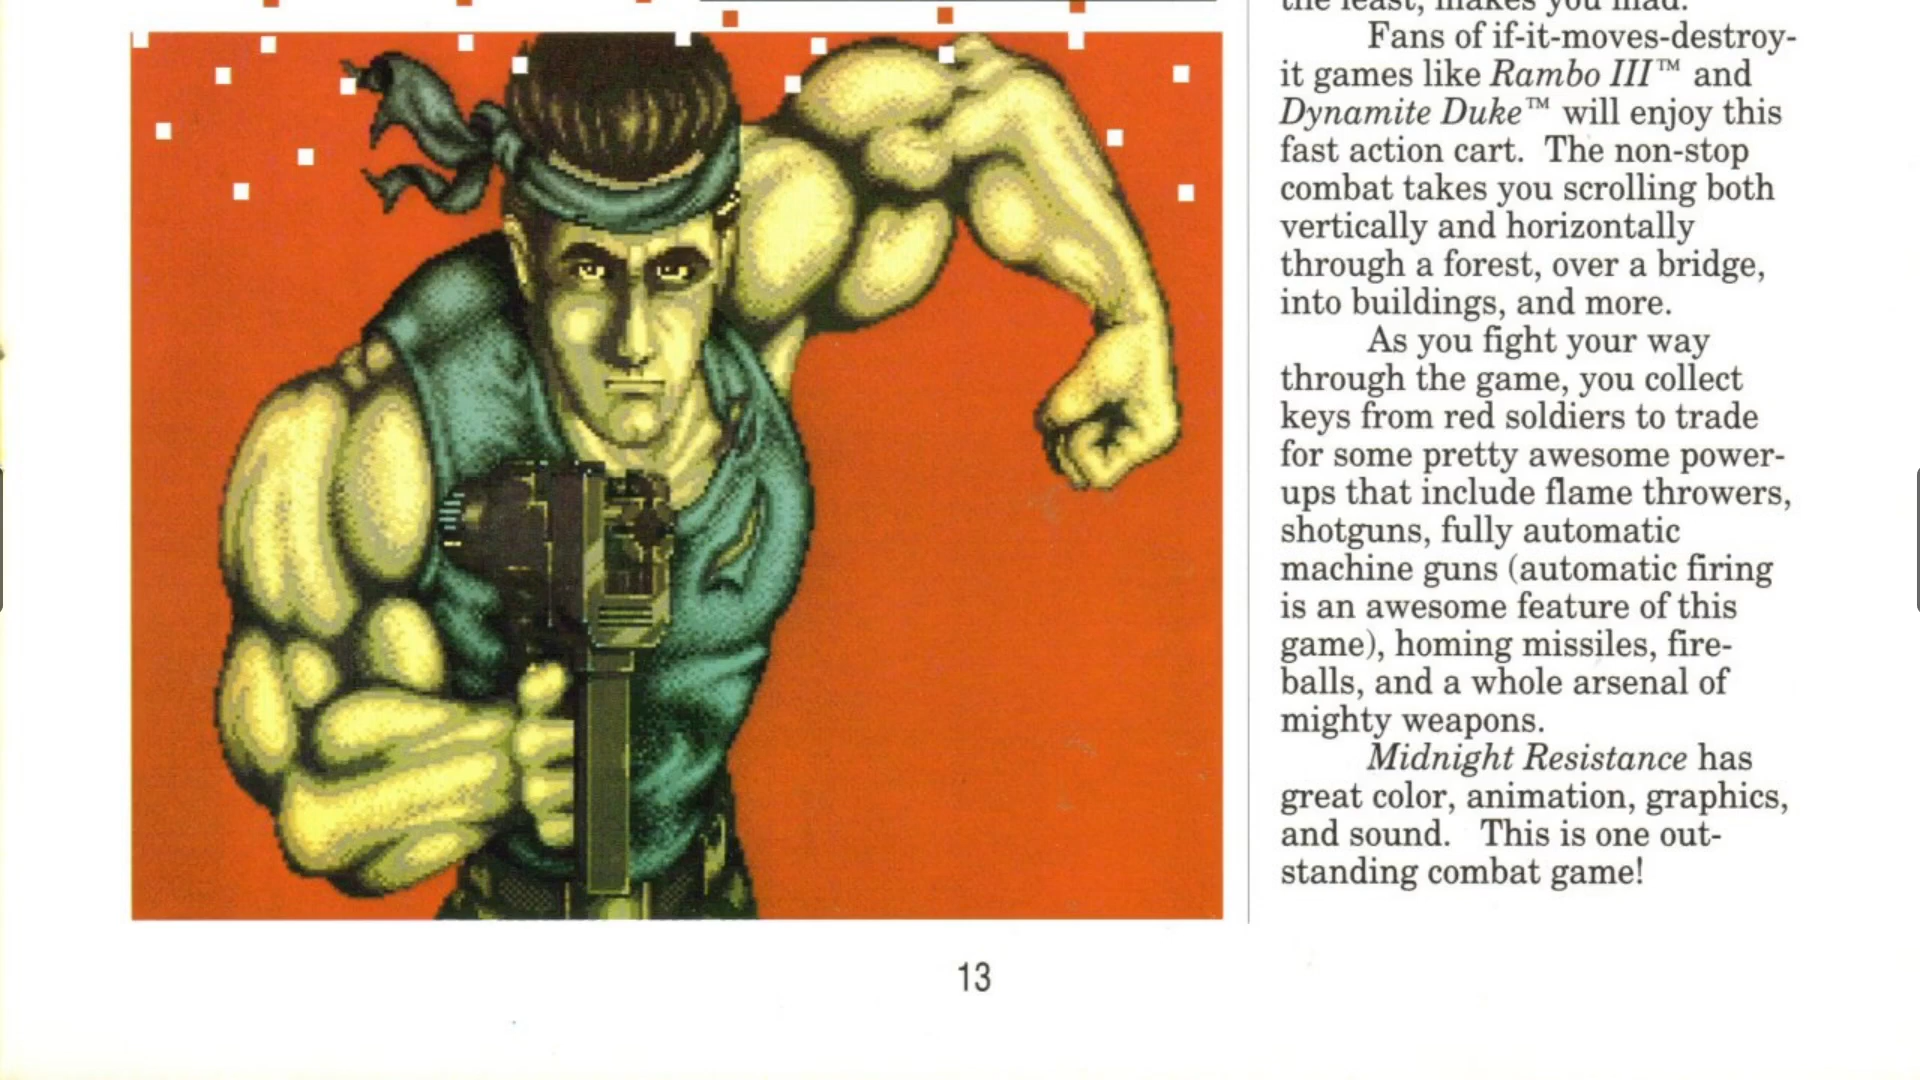 the least, makes you mad.
Fans of if-it-moves-destroy-
it games like Rambo III™ and
Dynamite Duke™ will enjoy this
fast action cart. The non-stop
combat takes you scrolling both
vertically and horizontally
through a forest, over a bridge,
into buildings, and more.
As you fight your way
through the game, you collect
keys from red soldiers to trade
for some pretty awesome power-
ups that include flame throwers,
shotguns, fully automatic
machine guns (automatic firing
is an awesome feature of this
game), homing missiles, fire-
balls, and a whole arsenal of
mighty weapons.
Midnight Resistance has
great color, animation, graphics,
and sound. This is one out-
standing combat game!
13